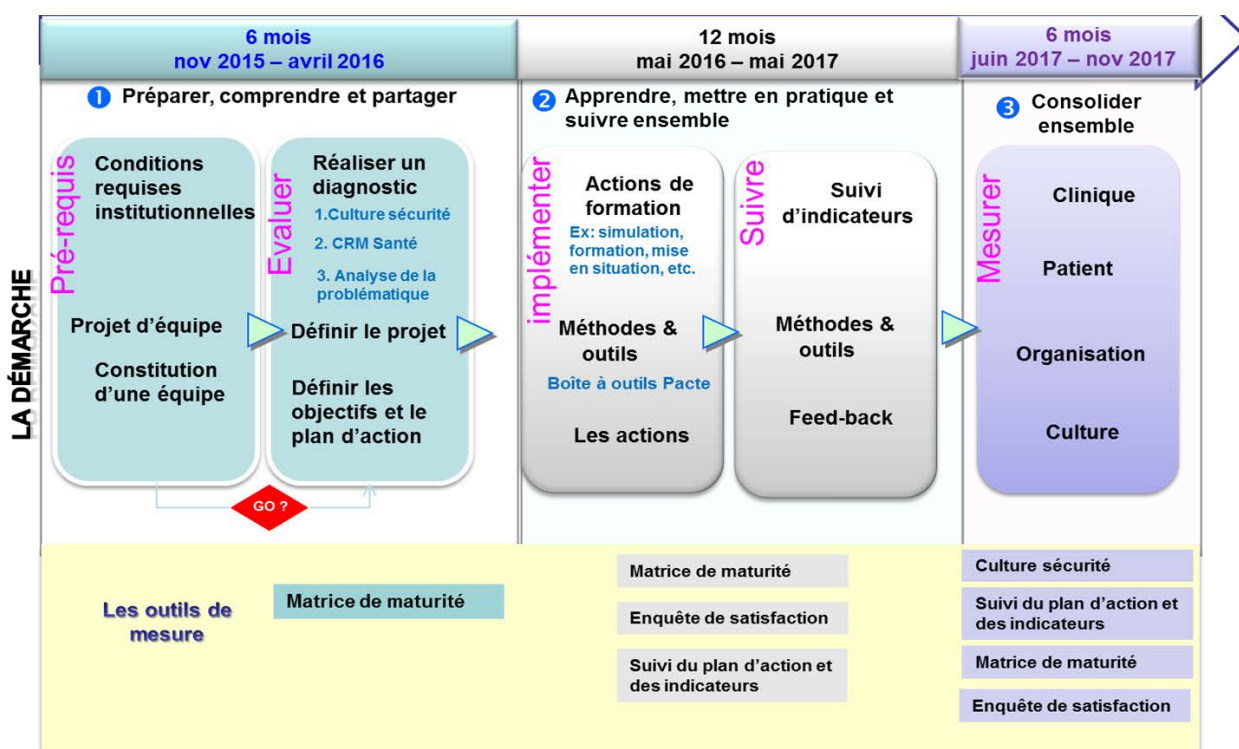 6 mois
nov 2015 – avril 2016
12 mois
mai 2016 – mai 2017
6 mois
juin 2017 – nov 2017
1 Préparer, comprendre et partager
2 Apprendre, mettre en pratique et
suivre ensemble
3 Consolider
ensemble
LA DÉMARCHE
Pré-requis
Conditions
requises
institutionnelles
Projet d'équipe
Constitution
d'une équipe
Evaluer
Réaliser un
diagnostic
1.Culture sécurité
2. CRM Santé
3. Analyse de la
problématique
Définir le projet
Définir les
objectifs et le
plan d'action
GO ?
implémenter
Actions de
formation
Ex: simulation,
formation, mise
en situation, etc.
Méthodes &
outils
Boîte à outils Pacte
Les actions
Suivre
Suivi
d'indicateurs
Méthodes &
outils
Feed-back
Mesurer
Clinique
Patient
Organisation
Culture
Les outils de
mesure
Matrice de maturité
Matrice de maturité
Enquête de satisfaction
Suivi du plan d'action et
des indicateurs
Culture sécurité
Suivi du plan d'action et
des indicateurs
Matrice de maturité
Enquête de satisfaction